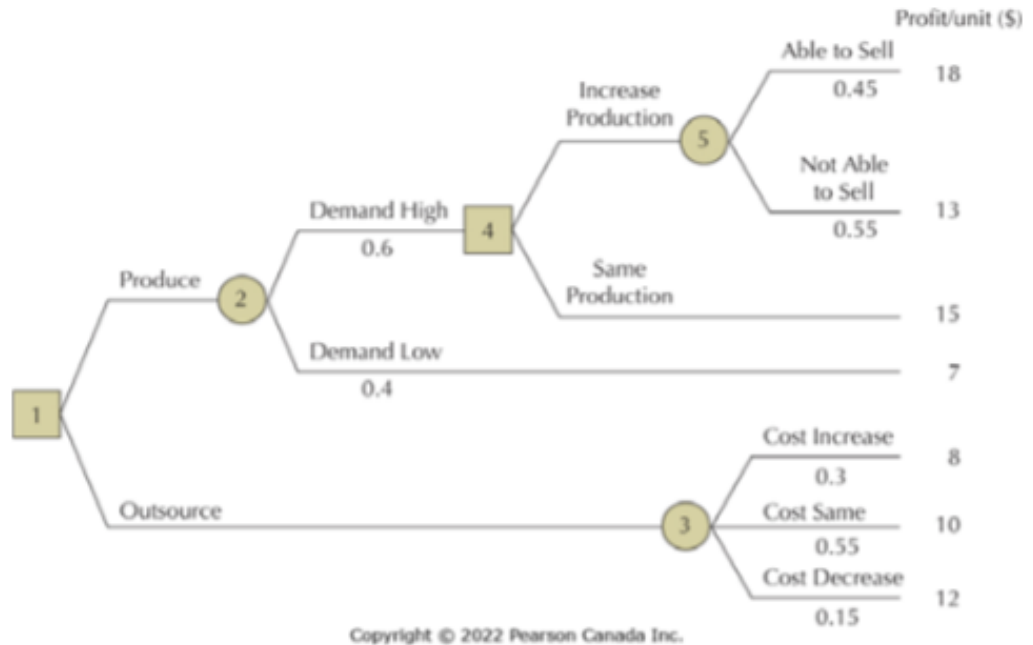 Profit/unit ($)
Able to Sell
18
0.45
Increase
Production
5
Not Able
to Sell
13
0.55
Demand High
4
0.6
Same
Production
15
Produce
2
Demand Low
7
0.4
1
Cost Increase
8
0.3
Outsource
3
Cost Same
10
0.55
Cost Decrease
12
0.15
Copyright © 2022 Pearson Canada Inc.